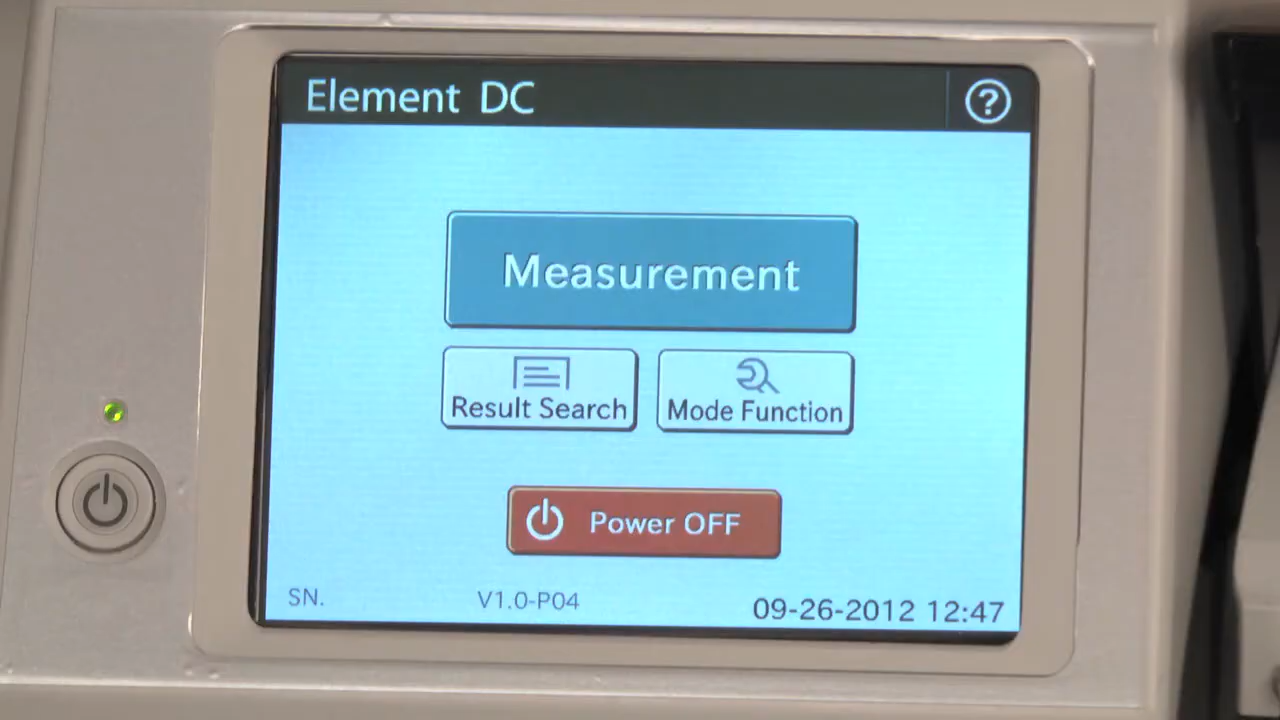 Element DC
Measurement
Result Search
Mode Function
Power OFF
SN. V1.0-P04 09-26-2012 12:47